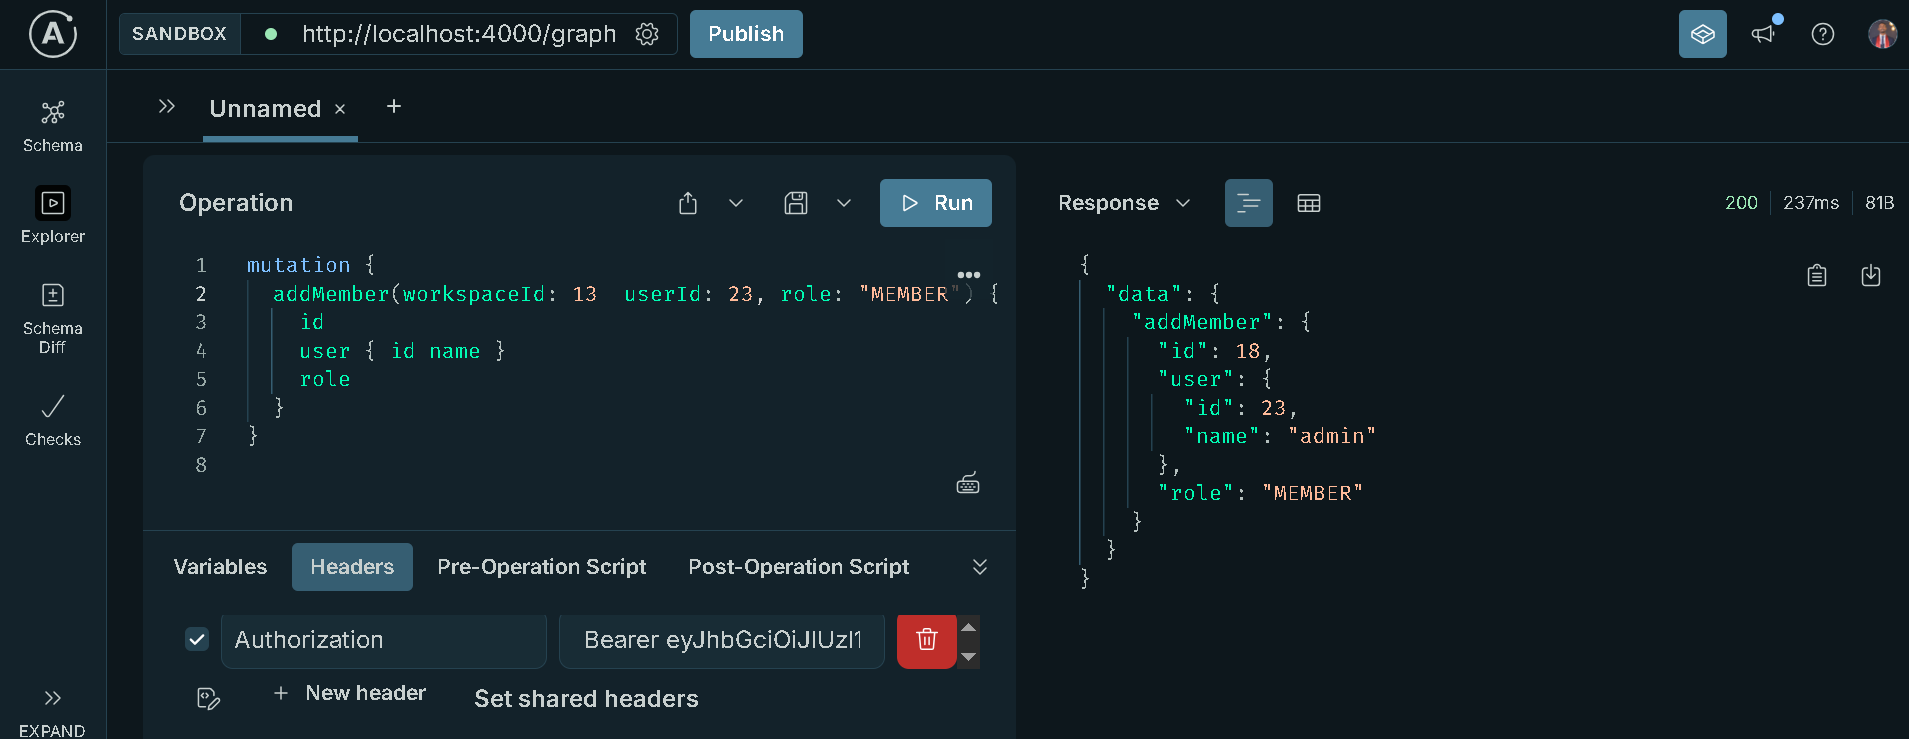 SANDBOX
http://localhost:4000/graph
Publish
Schema
Explorer
Schema
Diff
Checks
EXPAND
Unnamed
Operation
Run
1 mutation {
2 addMember(workspaceId: 13  userId: 23, role: "MEMBER") {
3 id
4 user { id name }
5 role
6 }
7 }
8
Variables
Headers
Pre-Operation Script
Post-Operation Script
Authorization
Bearer eyJhbGciOiJIUzI1
New header
Set shared headers
Response
200
237ms
81B
{
"data": {
"addMember": {
"id": 18,
"user": {
"id": 23,
"name": "admin"
},
"role": "MEMBER"
}
}
}